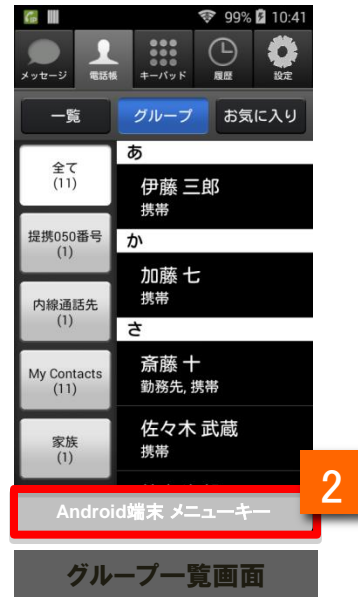 99% 10:41
メッセージ 電話帳 キーパッド 履歴 設定
一覧 グループ お気に入り
全て
(11)
提携050番号
(1)
内線通話先
(1)
My Contacts
(11)
家族
(1)
あ
伊藤 三郎
携帯
か
加藤 七
携帯
さ
斎藤 十
勤務先, 携帯
佐々木 武蔵
携帯
2
Android端末 メニューキー
グループ一覧画面